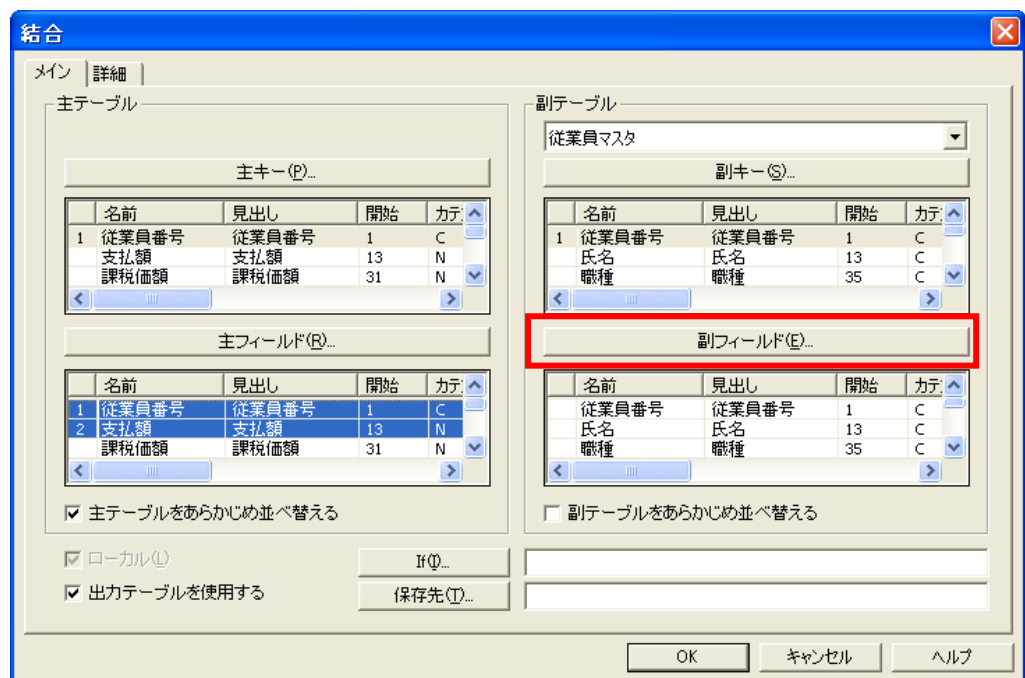 結合
メイン
詳細
主テーブル
主キー(P)...
名前 見出し 開始 カテ
1 従業員番号 従業員番号 1 C
支払額 支払額 13 N
課税価額 課税価額 31 N
主フィールド(R)...
名前 見出し 開始 カテ
1 従業員番号 従業員番号 1 C
2 支払額 支払額 13 N
課税価額 課税価額 31 N
主テーブルをあらかじめ並べ替える
副テーブル
従業員マスタ
副キー(S)...
名前 見出し 開始 カテ
1 従業員番号 従業員番号 1 C
氏名 氏名 13 C
職種 職種 35 C
副フィールド(E)...
名前 見出し 開始 カテ
従業員番号 従業員番号 1 C
氏名 氏名 13 C
職種 職種 35 C
副テーブルをあらかじめ並べ替える
ローカル(L)
If(I)...
出力テーブルを使用する
保存先(T)...
OK
キャンセル
ヘルプ